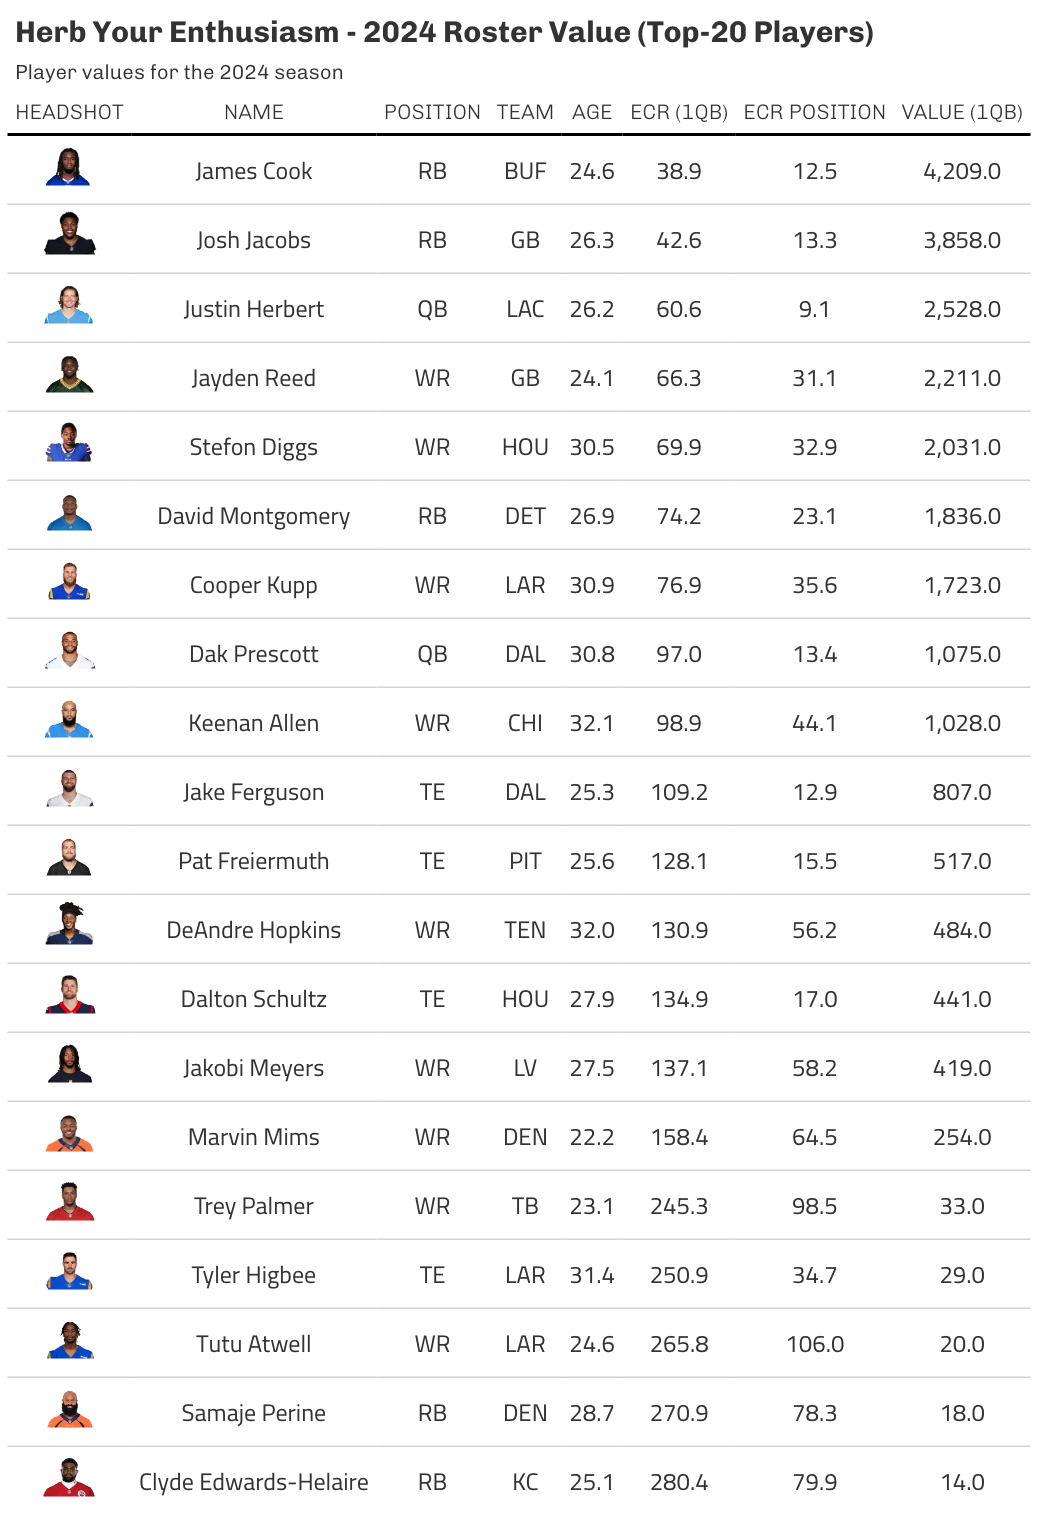 Herb Your Enthusiasm - 2024 Roster Value (Top-20 Players)
Player values for the 2024 season
HEADSHOT NAME POSITION TEAM AGE ECR (1QB) ECR POSITION VALUE (1QB)
James Cook RB BUF 24.6 38.9 12.5 4,209.0
Josh Jacobs RB GB 26.3 42.6 13.3 3,858.0
Justin Herbert QB LAC 26.2 60.6 9.1 2,528.0
Jayden Reed WR GB 24.1 66.3 31.1 2,211.0
Stefon Diggs WR HOU 30.5 69.9 32.9 2,031.0
David Montgomery RB DET 26.9 74.2 23.1 1,836.0
Cooper Kupp WR LAR 30.9 76.9 35.6 1,723.0
Dak Prescott QB DAL 30.8 97.0 13.4 1,075.0
Keenan Allen WR CHI 32.1 98.9 44.1 1,028.0
Jake Ferguson TE DAL 25.3 109.2 12.9 807.0
Pat Freiermuth TE PIT 25.6 128.1 15.5 517.0
DeAndre Hopkins WR TEN 32.0 130.9 56.2 484.0
Dalton Schultz TE HOU 27.9 134.9 17.0 441.0
Jakobi Meyers WR LV 27.5 137.1 58.2 419.0
Marvin Mims WR DEN 22.2 158.4 64.5 254.0
Trey Palmer WR TB 23.1 245.3 98.5 33.0
Tyler Higbee TE LAR 31.4 250.9 34.7 29.0
Tutu Atwell WR LAR 24.6 265.8 106.0 20.0
Samaje Perine RB DEN 28.7 270.9 78.3 18.0
Clyde Edwards-Helaire RB KC 25.1 280.4 79.9 14.0